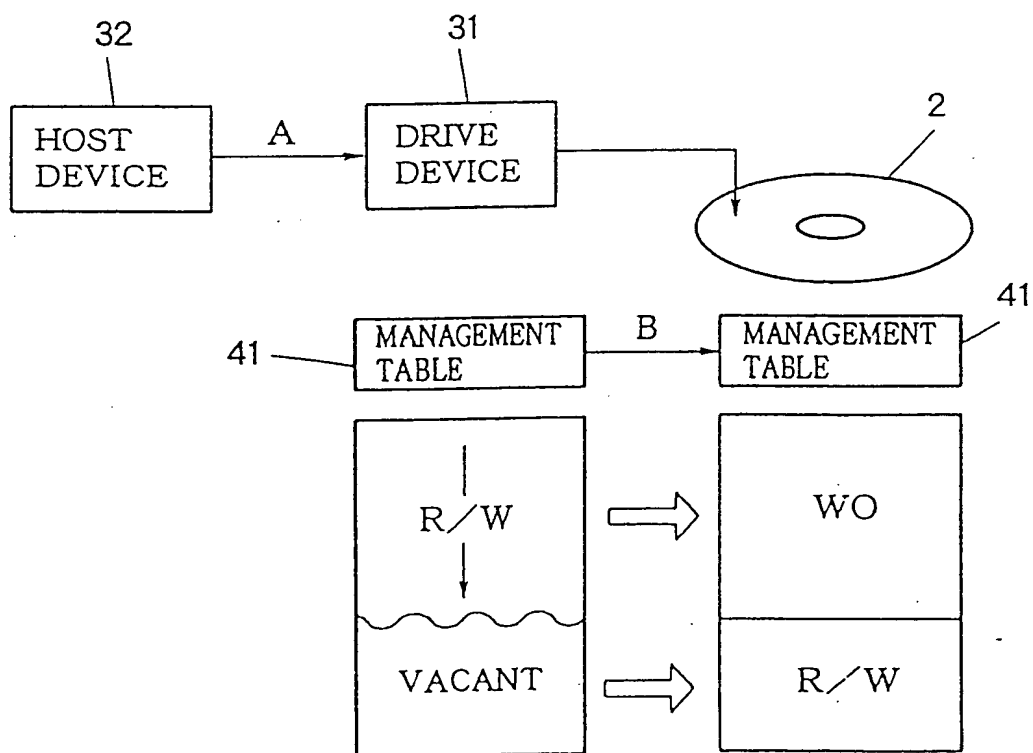 32
31
2
HOST
DEVICE
A
DRIVE
DEVICE
41
MANAGEMENT
TABLE
B
MANAGEMENT
TABLE
41
R/W
WO
VACANT
R/W